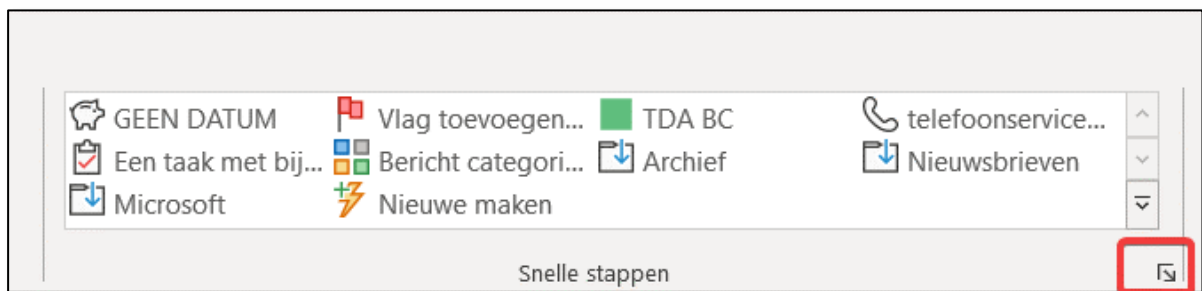 GEEN DATUM Vlag toevoegen... TDA BC telefoonservice...
Een taak met bij... Bericht categori... Archief Nieuwsbrieven
Microsoft Nieuwe maken
Snelle stappen